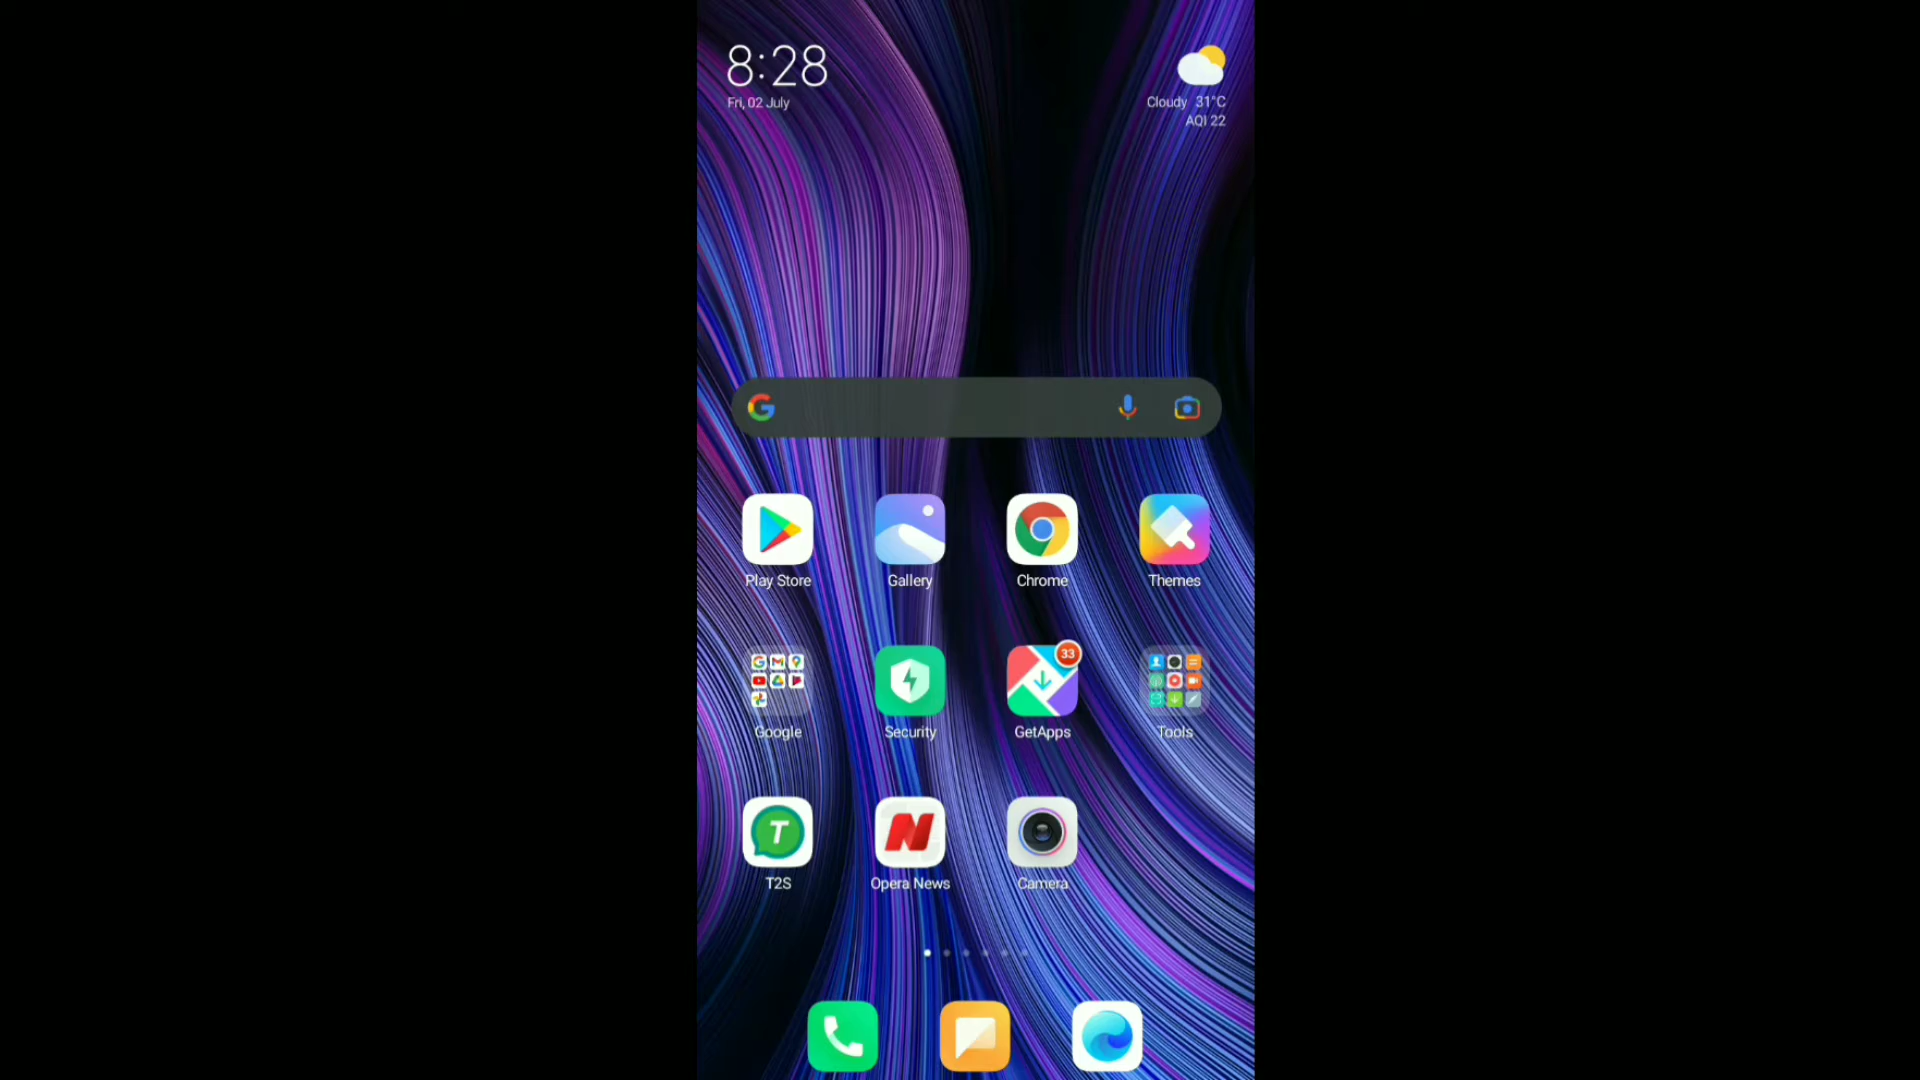 8:28
Fri, 02 July
Cloudy 31°C
AQI 22
Play Store
Gallery
Chrome
Themes
33
Google
Security
GetApps
Tools
T
T2S
Opera News
Camera